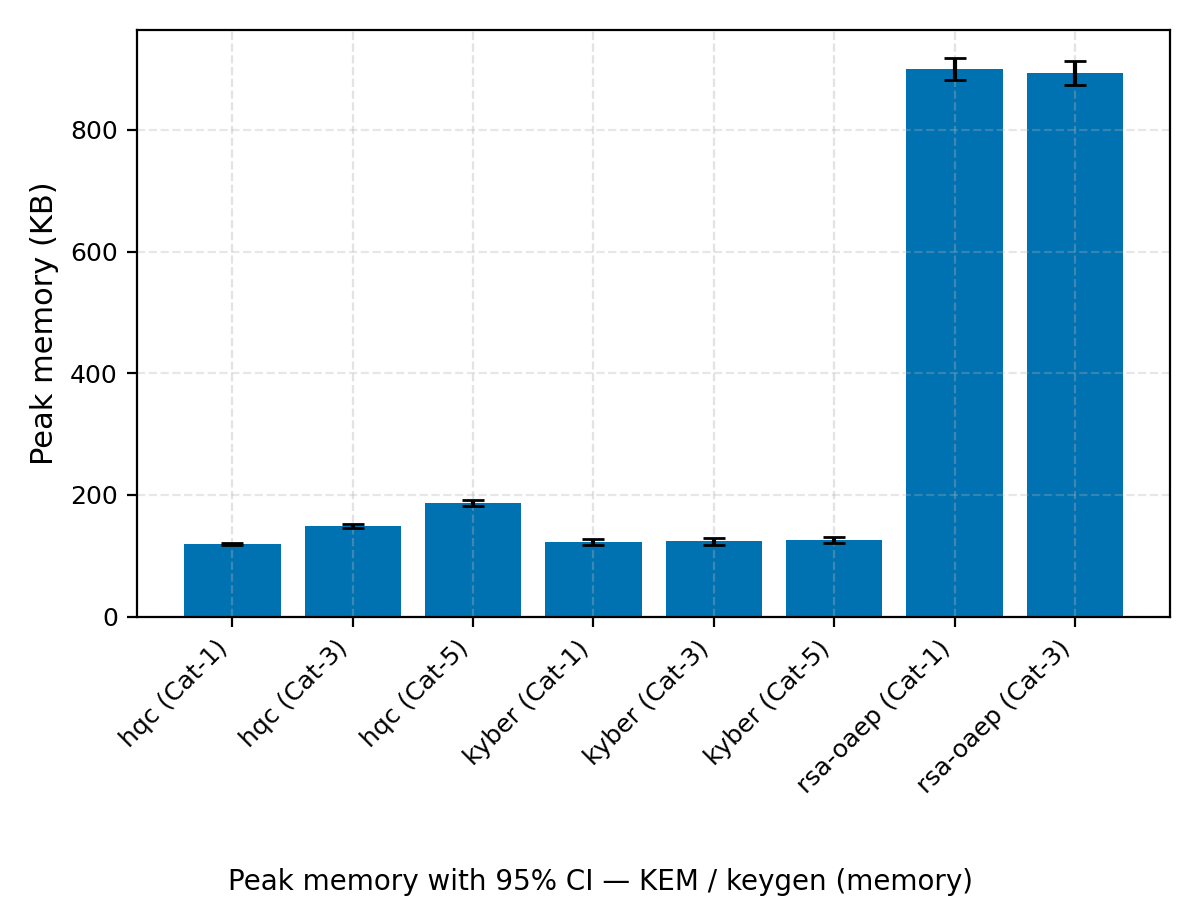 Peak memory (KB)
800
600
400
200
0
hqc (Cat-1)
hqc (Cat-3)
hqc (Cat-5)
kyber (Cat-1)
kyber (Cat-3)
kyber (Cat-5)
rsa-oaep (Cat-1)
rsa-oaep (Cat-3)
Peak memory with 95% CI — KEM / keygen (memory)